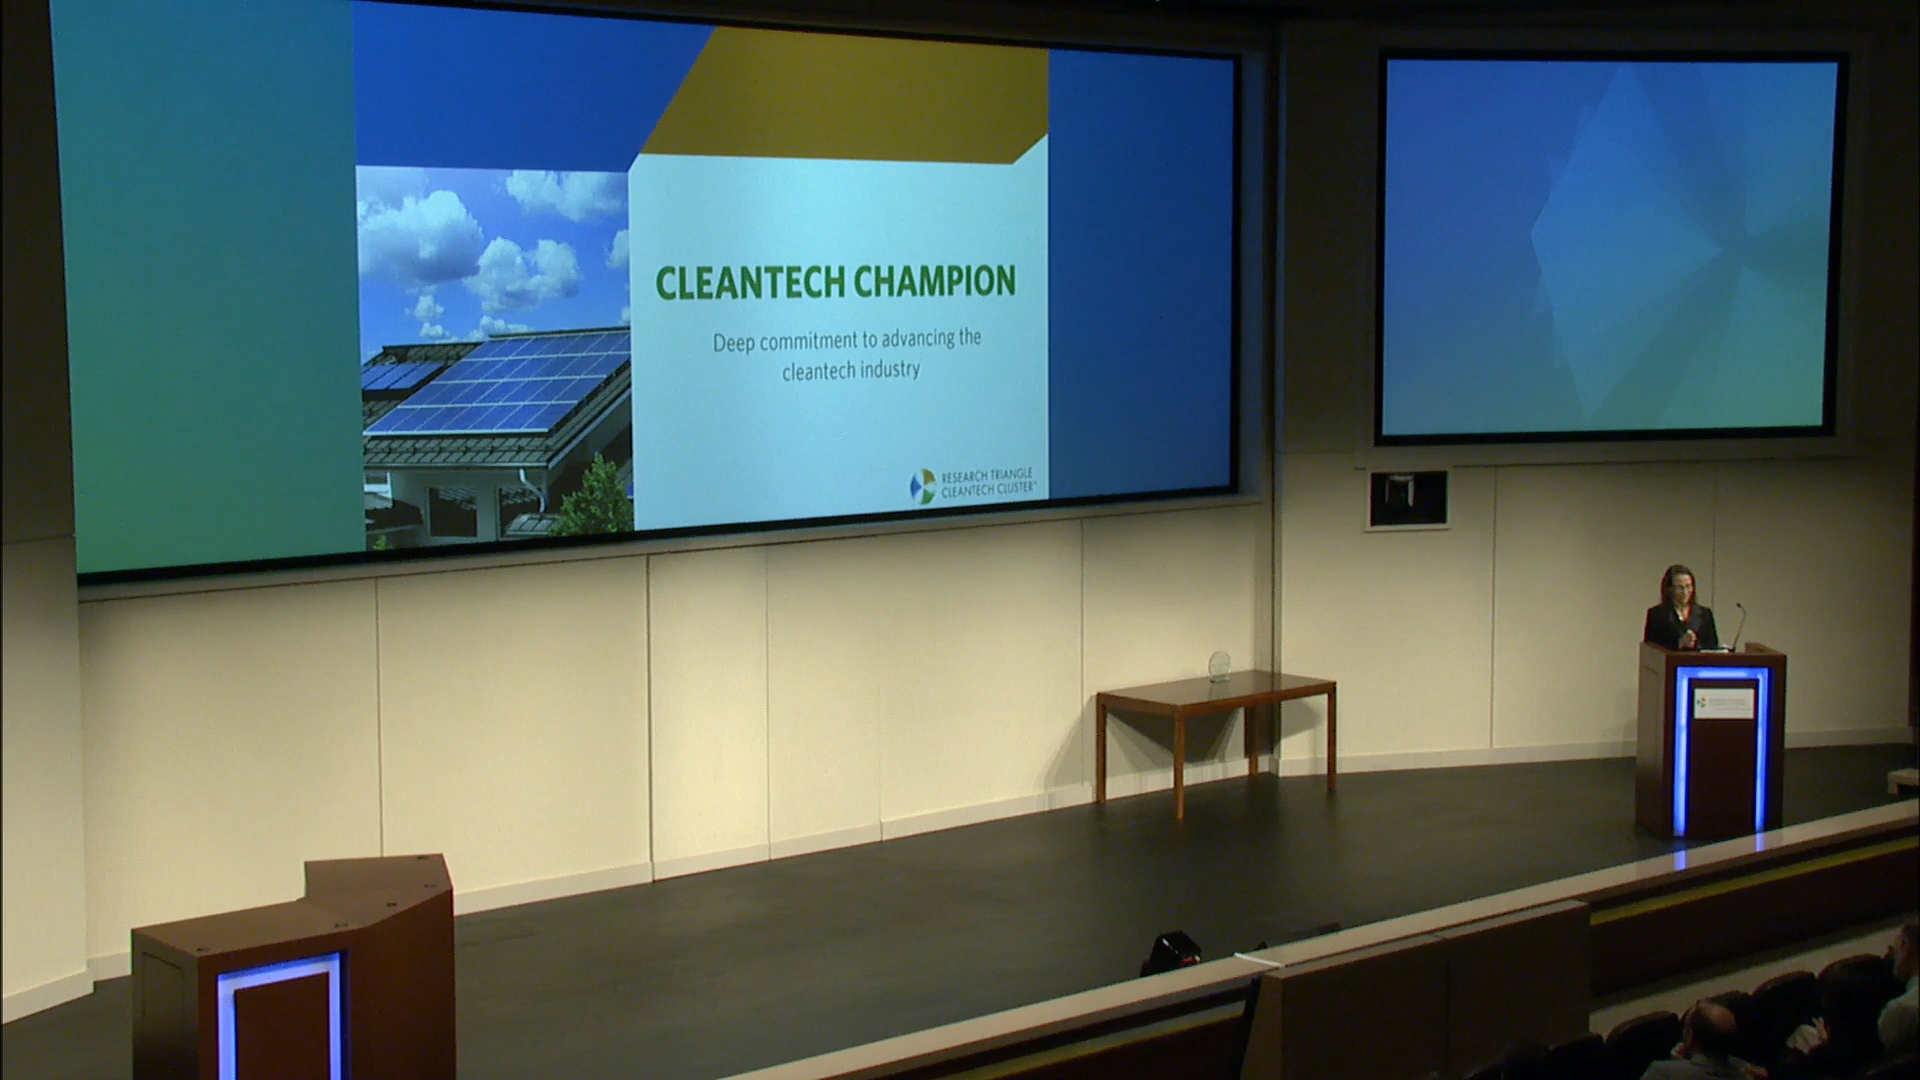 CLEANTECH CHAMPION
Deep commitment to advancing the
cleantech industry
RESEARCH TRIANGLE
CLEANTECH CLUSTER